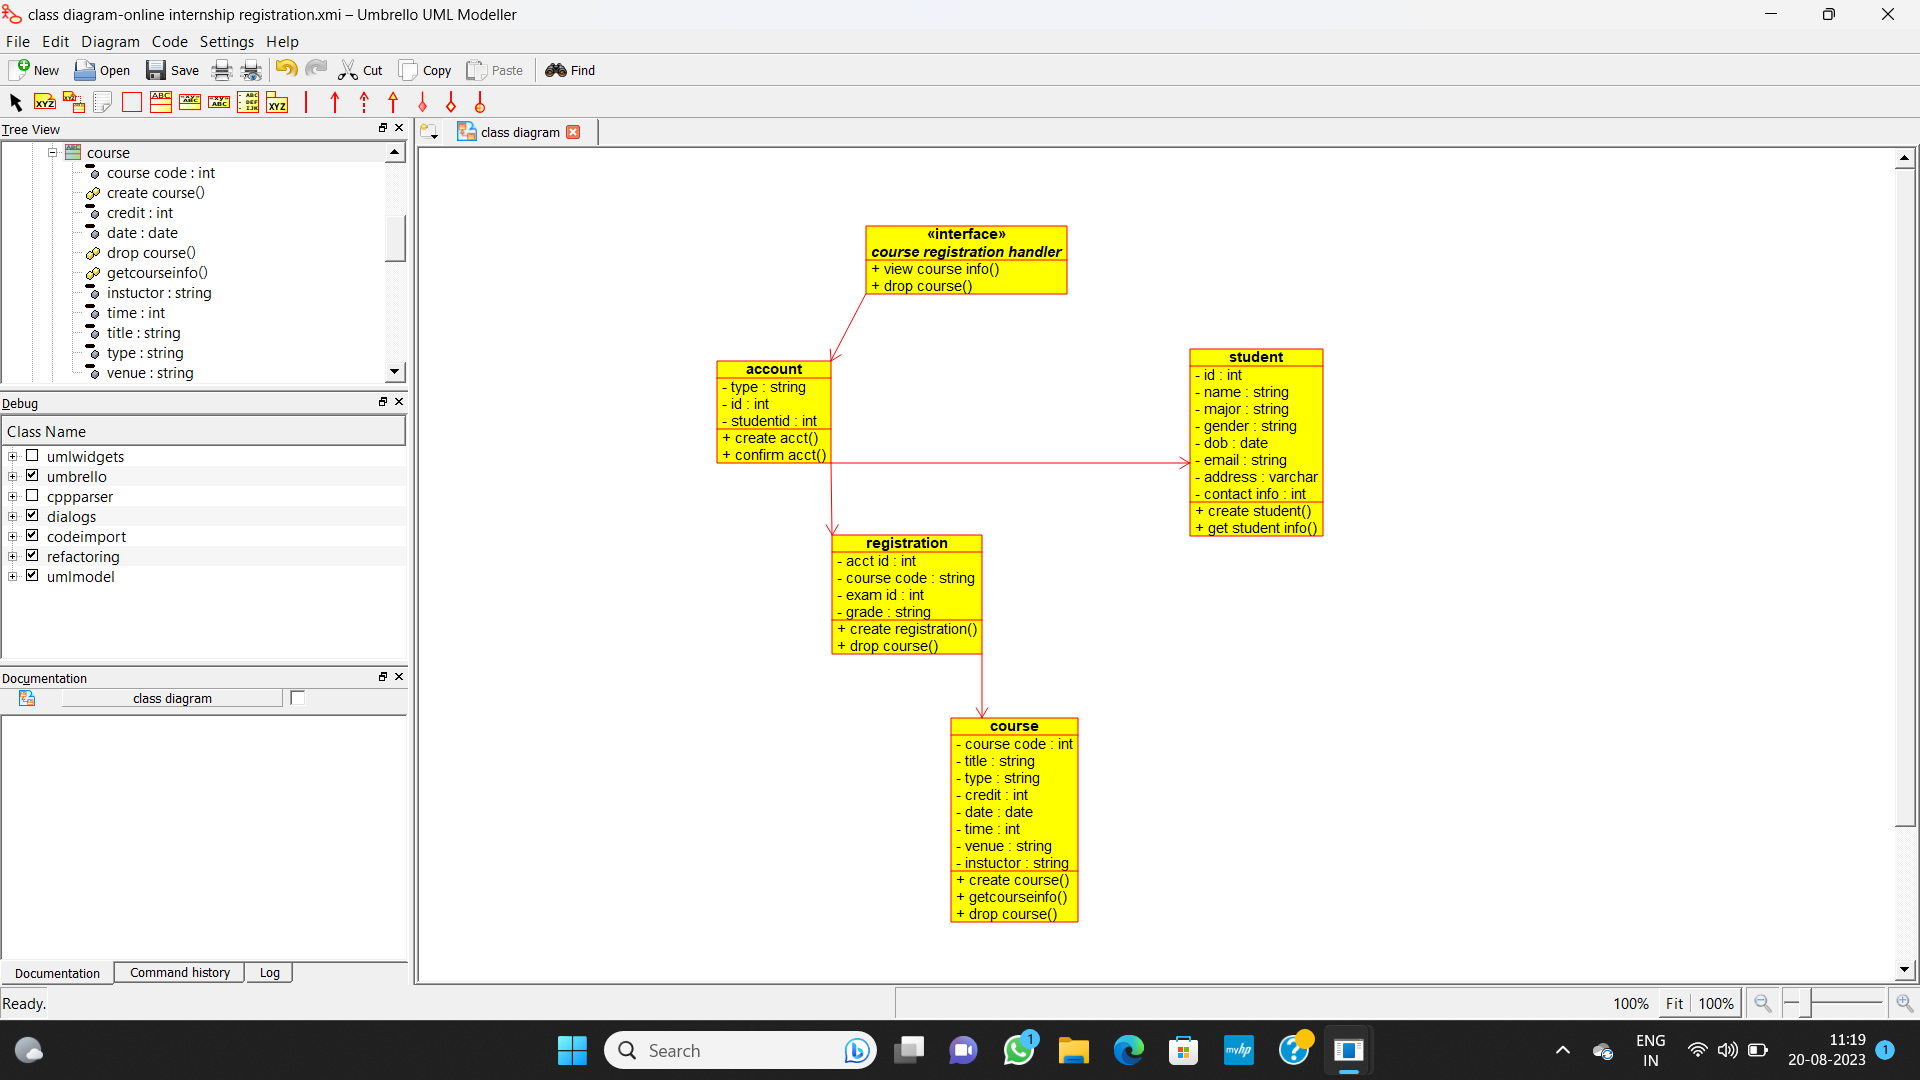 class diagram-online internship registration.xmi – Umbrello UML Modeller
File Edit Diagram Code Settings Help
New Open Save Cut Copy Paste Find
Tree View
class diagram
course
course code : int
create course()
credit : int
date : date
drop course()
getcourseinfo()
instuctor : string
time : int
title : string
type : string
venue : string
Debug
Class Name
umlwidgets
umbrello
cppparser
dialogs
codeimport
refactoring
umlmodel
Documentation
class diagram
Documentation Command history Log
«interface»
course registration handler
+ view course info()
+ drop course()
account
- type : string
- id : int
- studentid : int
+ create acct()
+ confirm acct()
student
- id : int
- name : string
- major : string
- gender : string
- dob : date
- email : string
- address : varchar
- contact info : int
+ create student()
+ get student info()
registration
- acct id : int
- course code : string
- exam id : int
- grade : string
+ create registration()
+ drop course()
course
- course code : int
- title : string
- type : string
- credit : int
- date : date
- time : int
- venue : string
- instuctor : string
+ create course()
+ getcourseinfo()
+ drop course()
Ready.
100% Fit 100%
Search
1
myhp
ENG
IN
11:19
20-08-2023
1